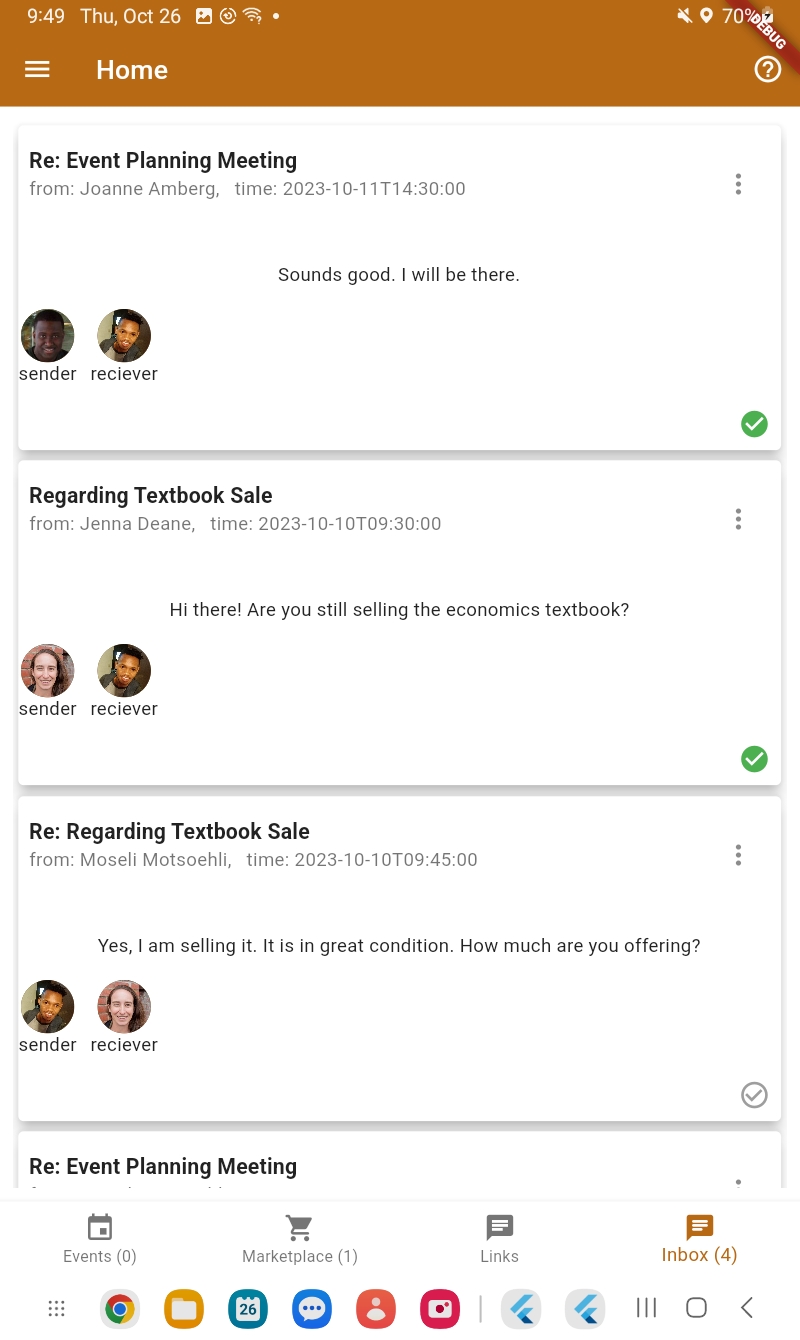 9:49 Thu, Oct 26 70%
DEBUG
Home
Re: Event Planning Meeting
from: Joanne Amberg, time: 2023-10-11T14:30:00
Sounds good. I will be there.
sender reciever
Regarding Textbook Sale
from: Jenna Deane, time: 2023-10-10T09:30:00
Hi there! Are you still selling the economics textbook?
sender reciever
Re: Regarding Textbook Sale
from: Moseli Motsoehli, time: 2023-10-10T09:45:00
Yes, I am selling it. It is in great condition. How much are you offering?
sender reciever
Re: Event Planning Meeting
Events (0) Marketplace (1) Links Inbox (4)
26